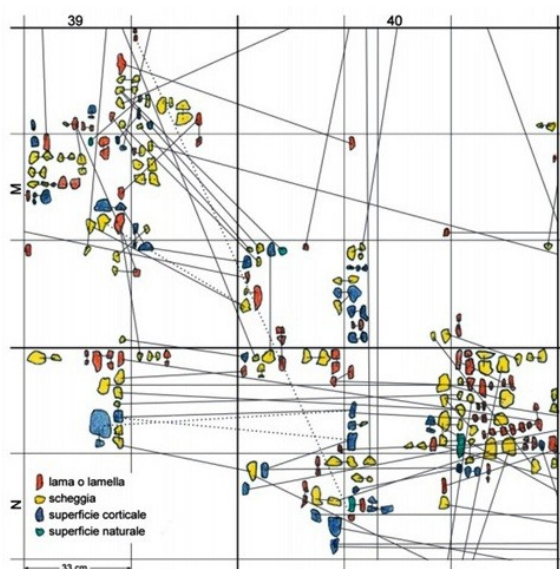 39 40
M
N
lama o lamella
scheggia
superficie corticale
superficie naturale
33 cm